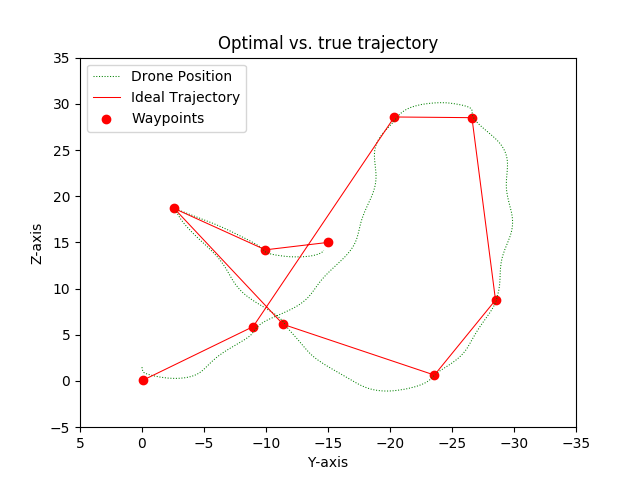 Optimal vs. true trajectory
Drone Position
Ideal Trajectory
Waypoints
35
30
25
20
15
10
5
0
−5
Z-axis
5 0 −5 −10 −15 −20 −25 −30 −35
Y-axis